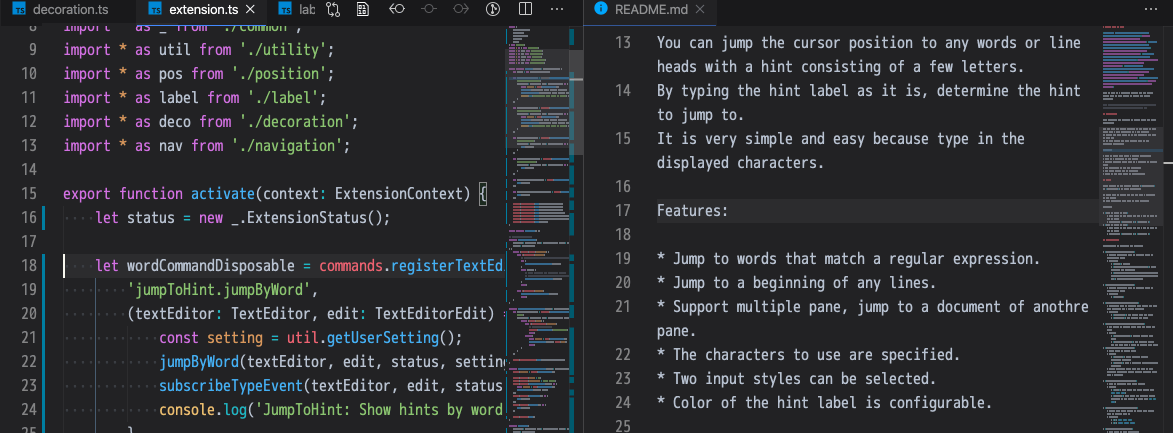 decoration.ts
extension.ts
lab
8 import * as _ from './common';
9 import * as util from './utility';
10 import * as pos from './position';
11 import * as label from './label';
12 import * as deco from './decoration';
13 import * as nav from './navigation';
14
15 export function activate(context: ExtensionContext) {
16 let status = new _.ExtensionStatus();
17
18 let wordCommandDisposable = commands.registerTextEd
19 'jumpToHint.jumpByWord',
20 (textEditor: TextEditor, edit: TextEditorEdit)
21 const setting = util.getUserSetting();
22 jumpByWord(textEditor, edit, status, setting
23 subscribeTypeEvent(textEditor, edit, status
24 console.log('JumpToHint: Show hints by word
25 }
README.md
13 You can jump the cursor position to any words or line
heads with a hint consisting of a few letters.
14 By typing the hint label as it is, determine the hint
to jump to.
15 It is very simple and easy because type in the
displayed characters.
16
17 Features:
18
19 * Jump to words that match a regular expression.
20 * Jump to a beginning of any lines.
21 * Support multiple pane, jump to a document of anothre
pane.
22 * The characters to use are specified.
23 * Two input styles can be selected.
24 * Color of the hint label is configurable.
25